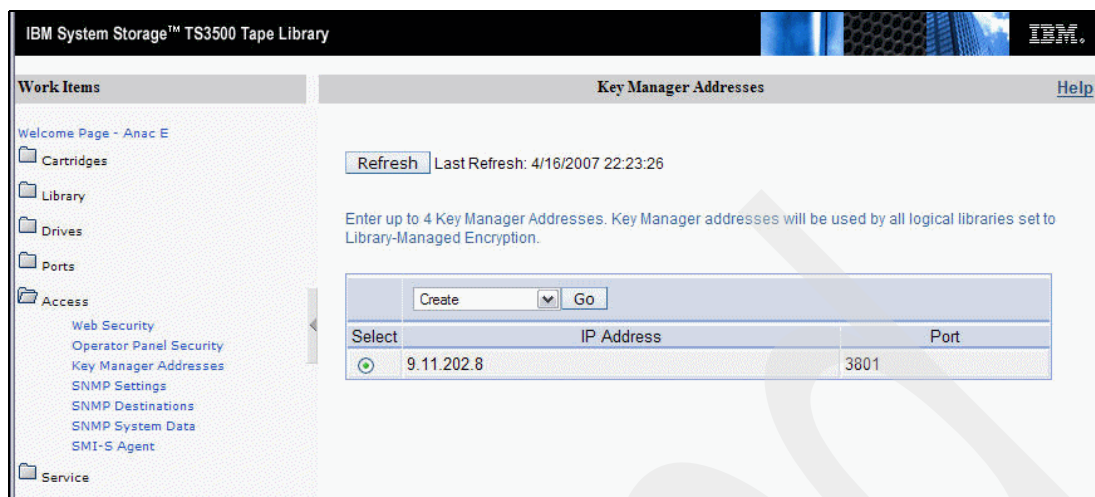 IBM System Storage™ TS3500 Tape Library
IBM.
Work Items
Key Manager Addresses
Help
Welcome Page - Anac E
Cartridges
Library
Drives
Ports
Access
Web Security
Operator Panel Security
Key Manager Addresses
SNMP Settings
SNMP Destinations
SNMP System Data
SMI-S Agent
Service
Refresh Last Refresh: 4/16/2007 22:23:26
Enter up to 4 Key Manager Addresses. Key Manager addresses will be used by all logical libraries set to
Library-Managed Encryption.
Create Go
Select IP Address Port
9.11.202.8 3801